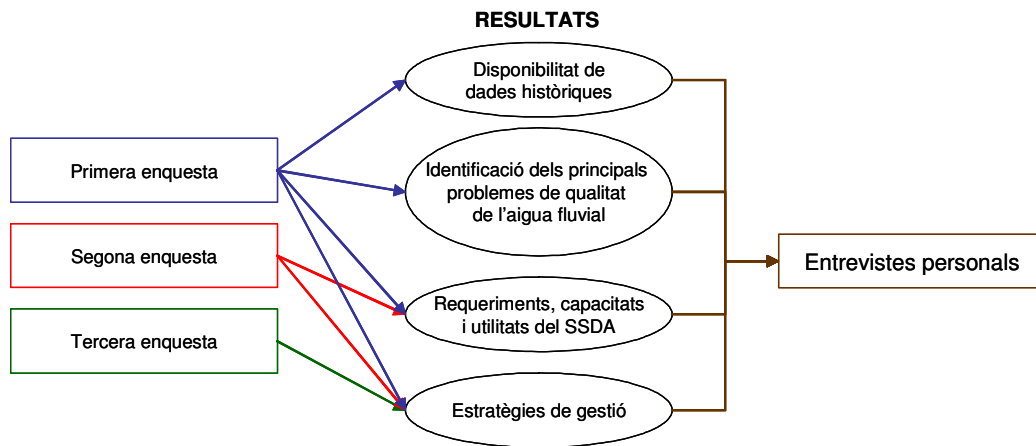 RESULTATS
Disponibilitat de
dades històriques
Primera enquesta
Identificació dels principals
problemes de qualitat
de l'aigua fluvial
Segona enquesta
Entrevistes personals
Requeriments, capacitats
i utilitats del SSDA
Tercera enquesta
Estratègies de gestió